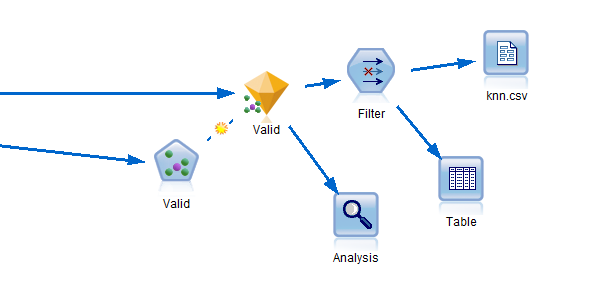 knn.csv
Filter
Valid
Valid
Table
Analysis